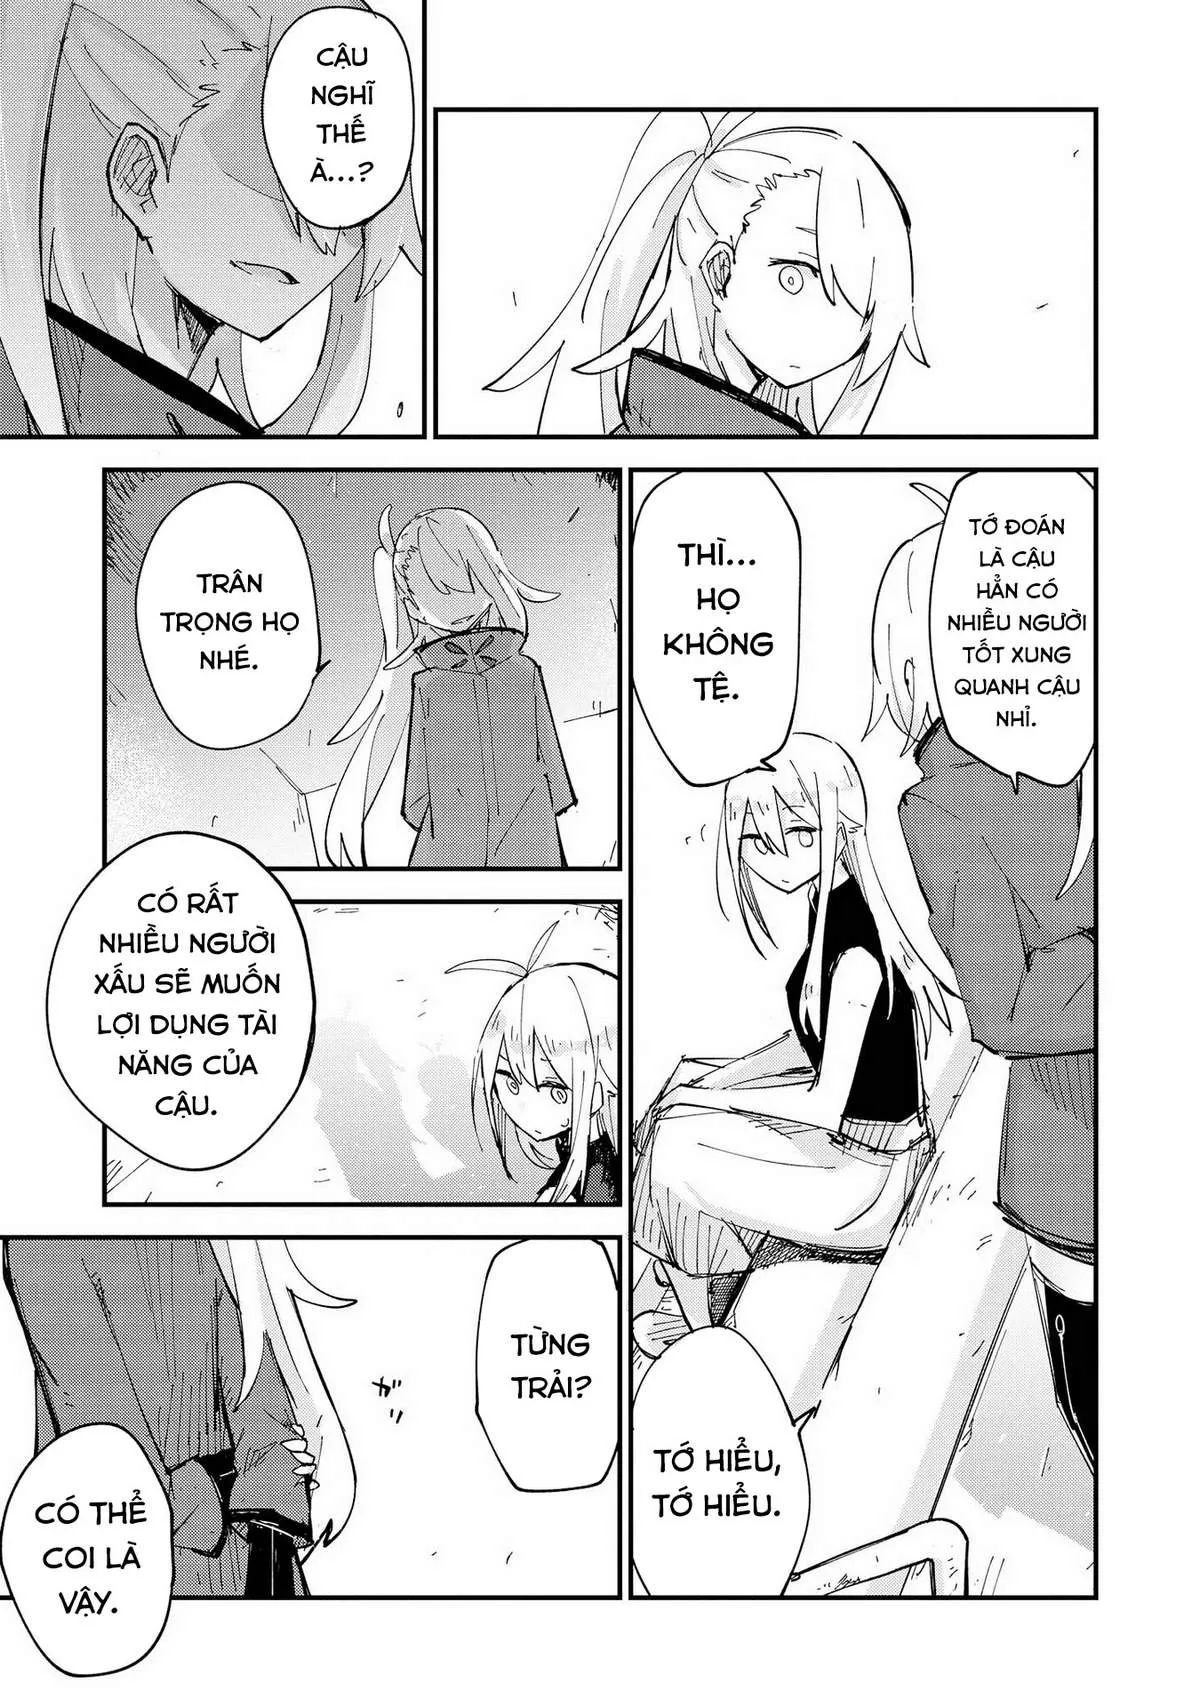 CẬU
NGHĨ
THẾ
À...?
TỚ ĐOÁN
LÀ CẬU
HẲN CÓ
NHIỀU NGƯỜI
TỐT XUNG
QUANH CẬU
NHỈ.
THÌ...
HỌ
KHÔNG
TỆ.
TỚ HIỂU,
TỚ HIỂU.
TRÂN
TRỌNG HỌ
NHÉ.
CÓ RẤT
NHIỀU NGƯỜI
XẤU SẼ MUỐN
LỢI DỤNG TÀI
NĂNG CỦA
CẬU.
TỪNG
TRẢI?
CÓ THỂ
COI LÀ
VẬY.